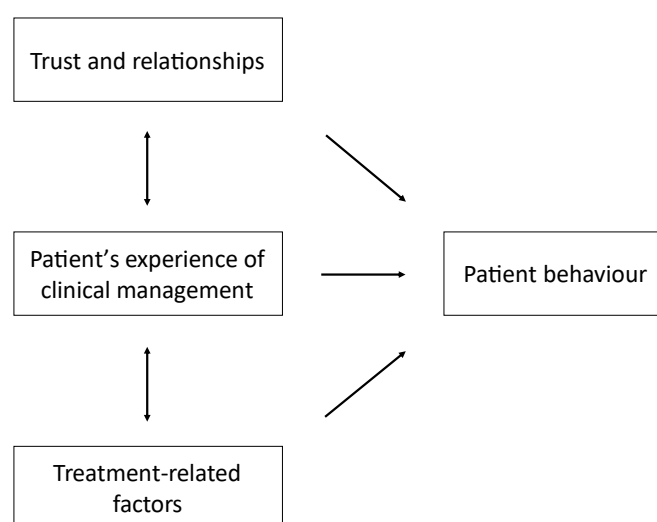 Trust and relationships
Patient’s experience of
clinical management
Patient behaviour
Treatment-related
factors